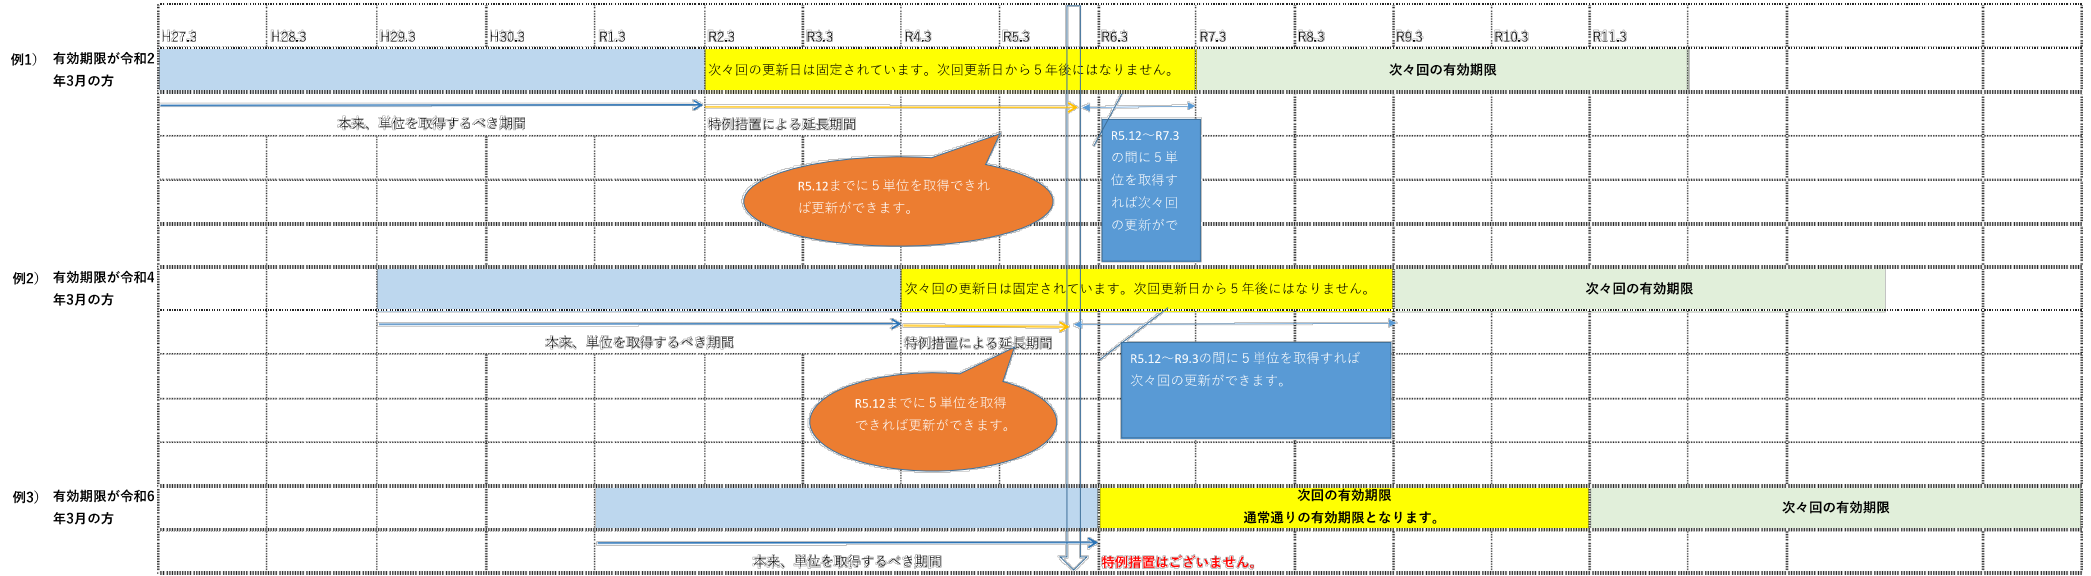 H27.3 H28.3 H29.3 H30.3 R1.3 R2.3 R3.3 R4.3 R5.3 R6.3 R7.3 R8.3 R9.3 R10.3 R11.3
例1） 有効期限が令和2
年3月の方
次々回の更新日は固定されています。次回更新日から５年後にはなりません。
次々回の有効期限
本来、単位を取得するべき期間
特例措置による延長期間
R5.12までに５単位を取得できれ
ば更新ができます。
R5.12～R7.3
の間に５単
位を取得す
れば次々回
の更新がで
例2） 有効期限が令和4
年3月の方
次々回の更新日は固定されています。次回更新日から５年後にはなりません。
次々回の有効期限
本来、単位を取得するべき期間
特例措置による延長期間
R5.12までに５単位を取得
できれば更新ができます。
R5.12～R9.3の間に５単位を取得すれば
次々回の更新ができます。
例3） 有効期限が令和6
年3月の方
次回の有効期限
通常通りの有効期限となります。
次々回の有効期限
本来、単位を取得するべき期間
特例措置はございません。